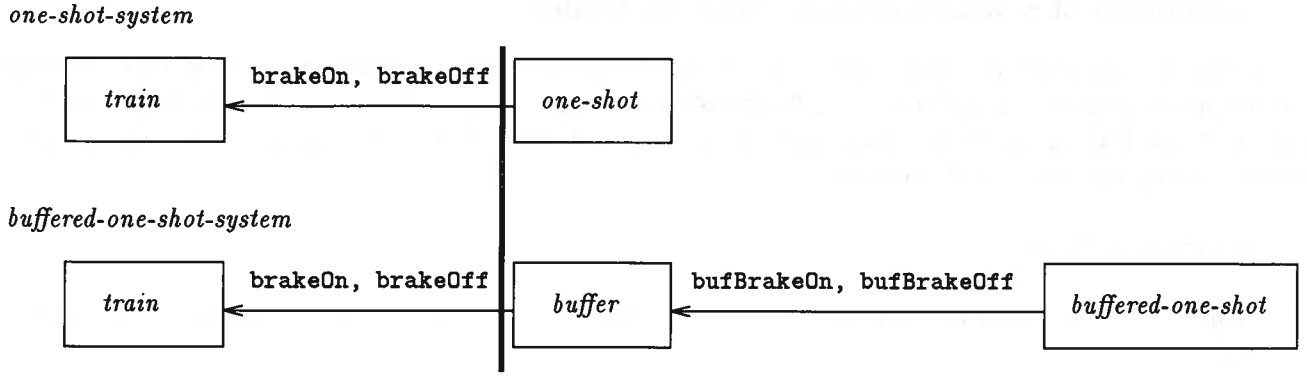 one-shot-system
brakeOn, brakeOff
train
one-shot
buffered-one-shot-system
brakeOn, brakeOff
bufBrakeOn, bufBrakeOff
train
buffer
buffered-one-shot